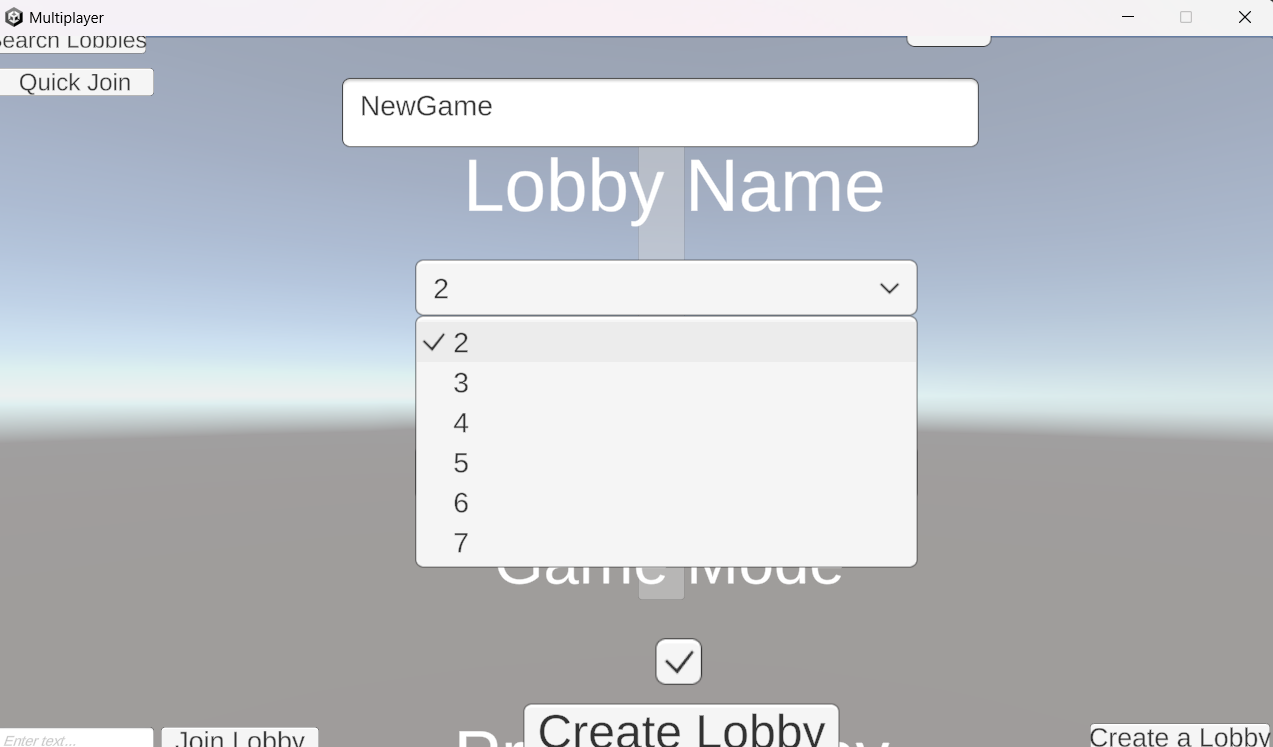 Multiplayer
Search Lobbies
Quick Join
NewGame
Lobby Name
2
2
3
4
5
6
7
Game Mode
Create Lobby
Enter text...
Join Lobby
Create a Lobby